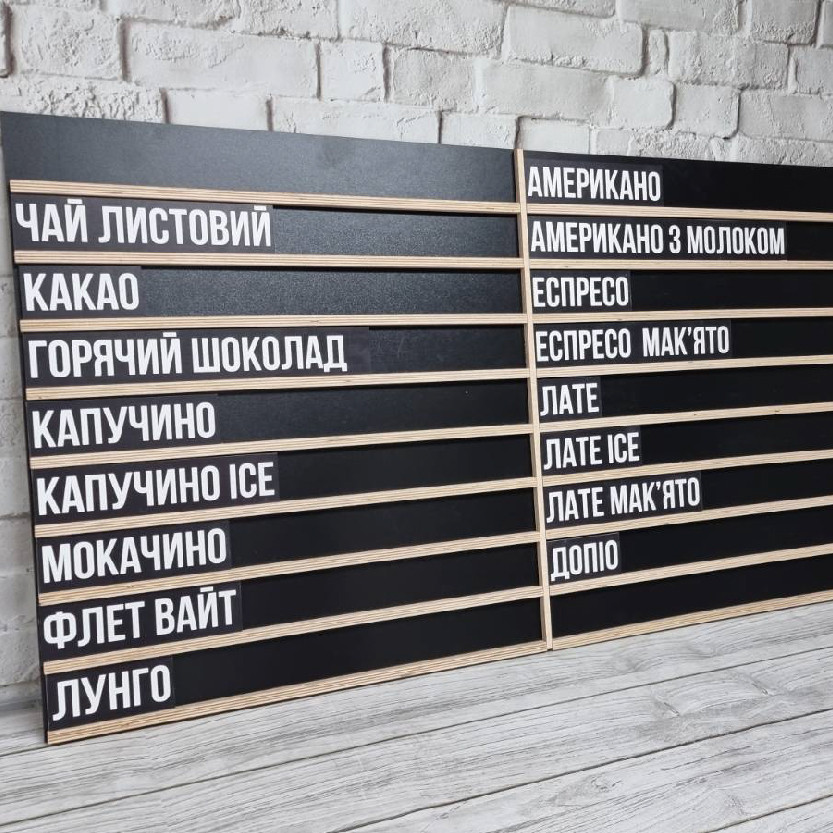 ЧАЙ ЛИСТОВИЙ
КАКАО
ГОРЯЧИЙ ШОКОЛАД
КАПУЧИНО
КАПУЧИНО ICE
МОКАЧИНО
ФЛЕТ ВАЙТ
ЛУНГО
АМЕРИКАНО
АМЕРИКАНО З МОЛОКОМ
ЕСПРЕСО
ЕСПРЕСО МАК’ЯТО
ЛАТЕ
ЛАТЕ ICE
ЛАТЕ МАК’ЯТО
ДОПІО